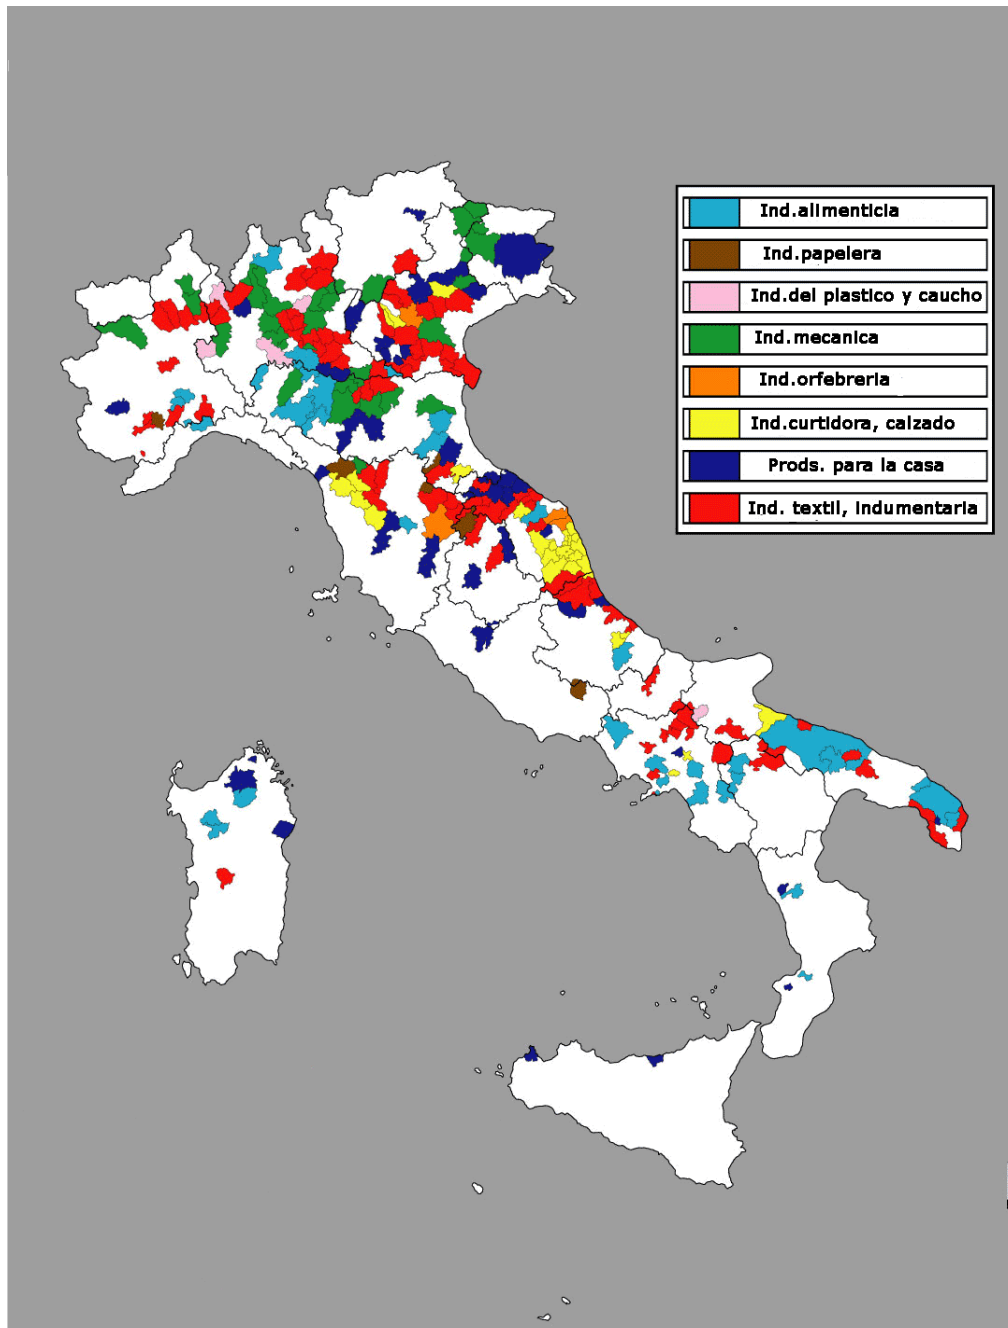 Ind.alimenticia
Ind.papelera
Ind.del plastico y caucho
Ind.mecanica
Ind.orfebreria
Ind.curtidora, calzado
Prods. para la casa
Ind. textil, indumentaria